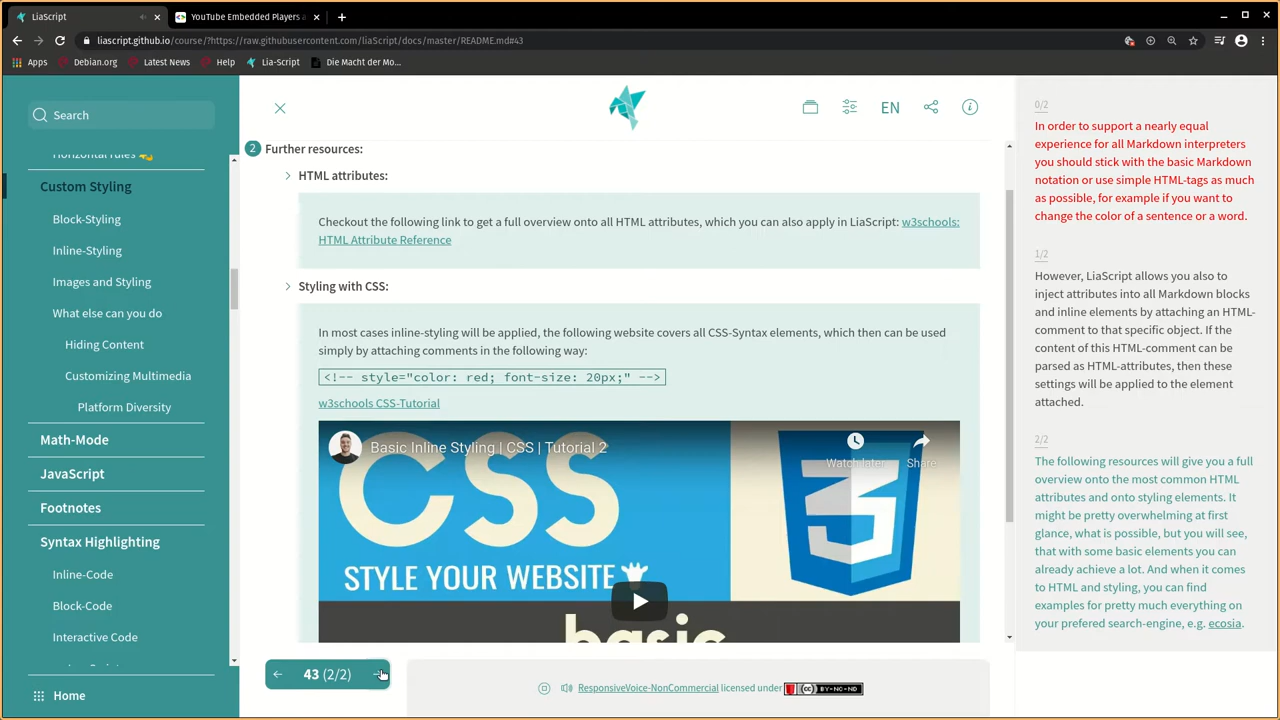 LiaScript
YouTube Embedded Players a
liascript.github.io/course/?https://raw.githubusercontent.com/liaScript/docs/master/README.md#43
Apps
Debian.org
Latest News
Help
Lia-Script
Die Macht der Mo...
Search
Horizontal rules
Custom Styling
Block-Styling
Inline-Styling
Images and Styling
What else can you do
Hiding Content
Customizing Multimedia
Platform Diversity
Math-Mode
JavaScript
Footnotes
Syntax Highlighting
Inline-Code
Block-Code
Interactive Code
Home
EN
2 Further resources:
HTML attributes:
Checkout the following link to get a full overview onto all HTML attributes, which you can also apply in LiaScript: w3schools:
HTML Attribute Reference
Styling with CSS:
In most cases inline-styling will be applied, the following website covers all CSS-Syntax elements, which then can be used
simply by attaching comments in the following way:
<!-- style="color: red; font-size: 20px;" -->
w3schools CSS-Tutorial
Basic Inline Styling | CSS | Tutorial 2
Watch later
Share
CSS
STYLE YOUR WEBSITE
basic
43 (2/2)
ResponsiveVoice-NonCommercial licensed under
cc BY-NC-ND
0/2
In order to support a nearly equal
experience for all Markdown interpreters
you should stick with the basic Markdown
notation or use simple HTML-tags as much
as possible, for example if you want to
change the color of a sentence or a word.
1/2
However, LiaScript allows you also to
inject attributes into all Markdown blocks
and inline elements by attaching an HTML-
comment to that specific object. If the
content of this HTML-comment can be
parsed as HTML-attributes, then these
settings will be applied to the element
attached.
2/2
The following resources will give you a full
overview onto the most common HTML
attributes and onto styling elements. It
might be pretty overwhelming at first
glance, what is possible, but you will see,
that with some basic elements you can
already achieve a lot. And when it comes
to HTML and styling, you can find
examples for pretty much everything on
your prefered search-engine, e.g. ecosia.